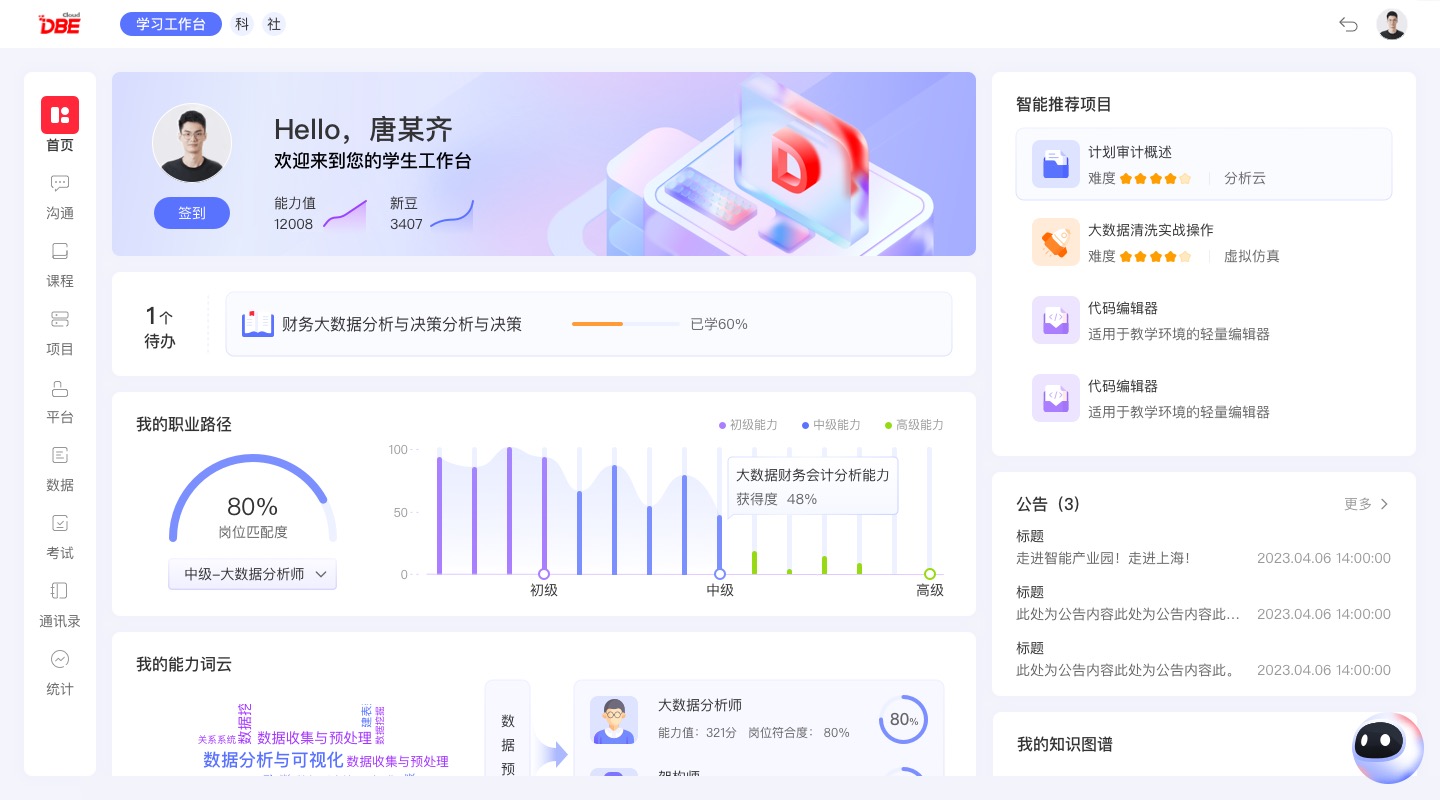 Cloud
DBE
学习工作台
科
社
首页
沟通
课程
项目
平台
数据
考试
通讯录
统计
Hello，唐某齐
欢迎来到您的学生工作台
签到
能力值
12008
新豆
3407
1个
待办
财务大数据分析与决策分析与决策
已学60%
我的职业路径
80%
岗位匹配度
中级-大数据分析师
初级能力
中级能力
高级能力
100
50
0
大数据财务会计分析能力
获得度 48%
初级
中级
高级
我的能力词云
数据挖
建表
数据挖掘
关系系统
数据收集与预处理
数据分析与可视化
数据收集与预处理
数
据
预
大数据分析师
能力值：321分 岗位符合度： 80%
80%
智能推荐项目
计划审计概述
难度
分析云
大数据清洗实战操作
难度
虚拟仿真
代码编辑器
适用于教学环境的轻量编辑器
代码编辑器
适用于教学环境的轻量编辑器
公告（3）
更多
标题
走进智能产业园！走进上海！
2023.04.06 14:00:00
标题
此处为公告内容此处为公告内容此...
2023.04.06 14:00:00
标题
此处为公告内容此处为公告内容此。
2023.04.06 14:00:00
我的知识图谱